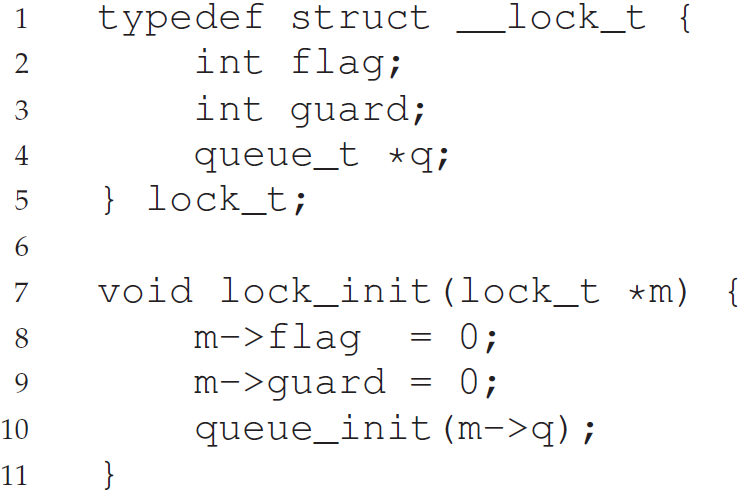 1 typedef struct __lock_t {
2 int flag;
3 int guard;
4 queue_t *q;
5 } lock_t;
6
7 void lock_init(lock_t *m) {
8 m->flag  = 0;
9 m->guard = 0;
10 queue_init(m->q);
11 }